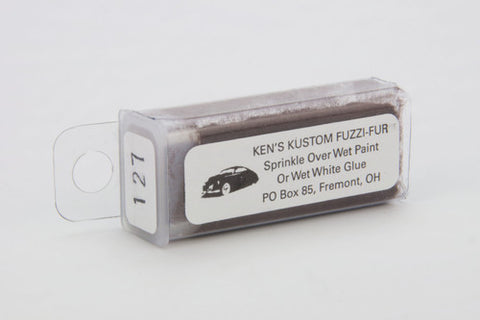 127
KEN'S KUSTOM FUZZI-FUR
Sprinkle Over Wet Paint
Or Wet White Glue
PO Box 85, Fremont, OH